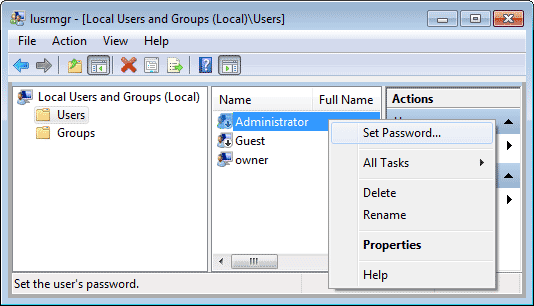 lusrmgr - [Local Users and Groups (Local)\Users]
File Action View Help
Local Users and Groups (Local)
Users
Groups
Name Full Name
Administrator
Guest
owner
Actions
Set Password...
All Tasks
Delete
Rename
Properties
Help
Set the user's password.